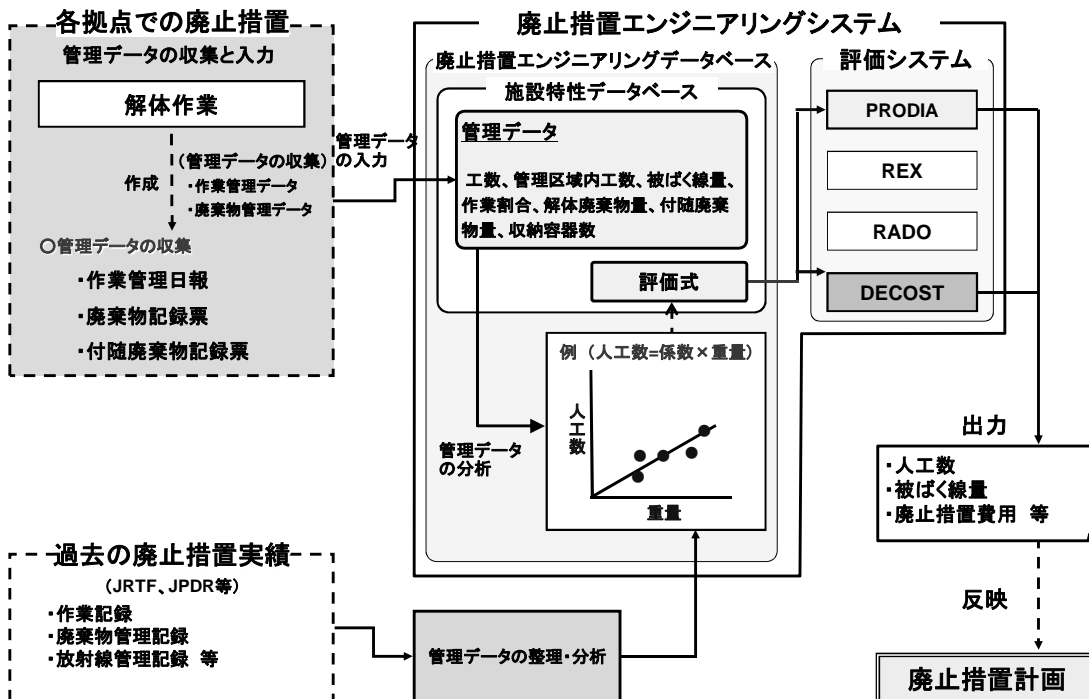 各拠点での廃止措置
管理データの収集と入力
解体作業
作成
(管理データの収集)
・作業管理データ
・廃棄物管理データ
○管理データの収集
・作業管理日報
・廃棄物記録票
・付随廃棄物記録票
管理データ
の入力
廃止措置エンジニアリングシステム
廃止措置エンジニアリングデータベース
施設特性データベース
管理データ
工数、管理区域内工数、被ばく線量、
作業割合、解体廃棄物量、付随廃棄
物量、収納容器数
評価式
例 (人工数=係数×重量)
人工数
重量
管理データ
の分析
評価システム
PRODIA
REX
RADO
DECOST
出力
・人工数
・被ばく線量
・廃止措置費用 等
反映
廃止措置計画
過去の廃止措置実績
(JRTF、JPDR等)
・作業記録
・廃棄物管理記録
・放射線管理記録 等
管理データの整理・分析